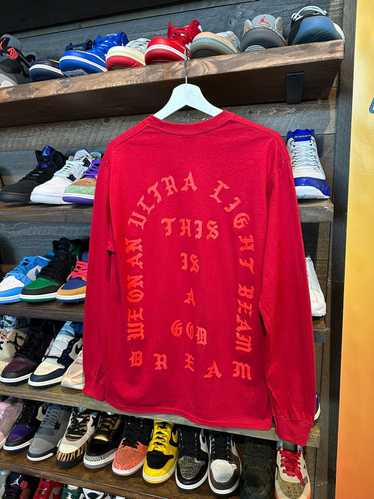 WE ON AN ULTRA LIGHT BEAM
THIS
IS
A
GOD
DREAM